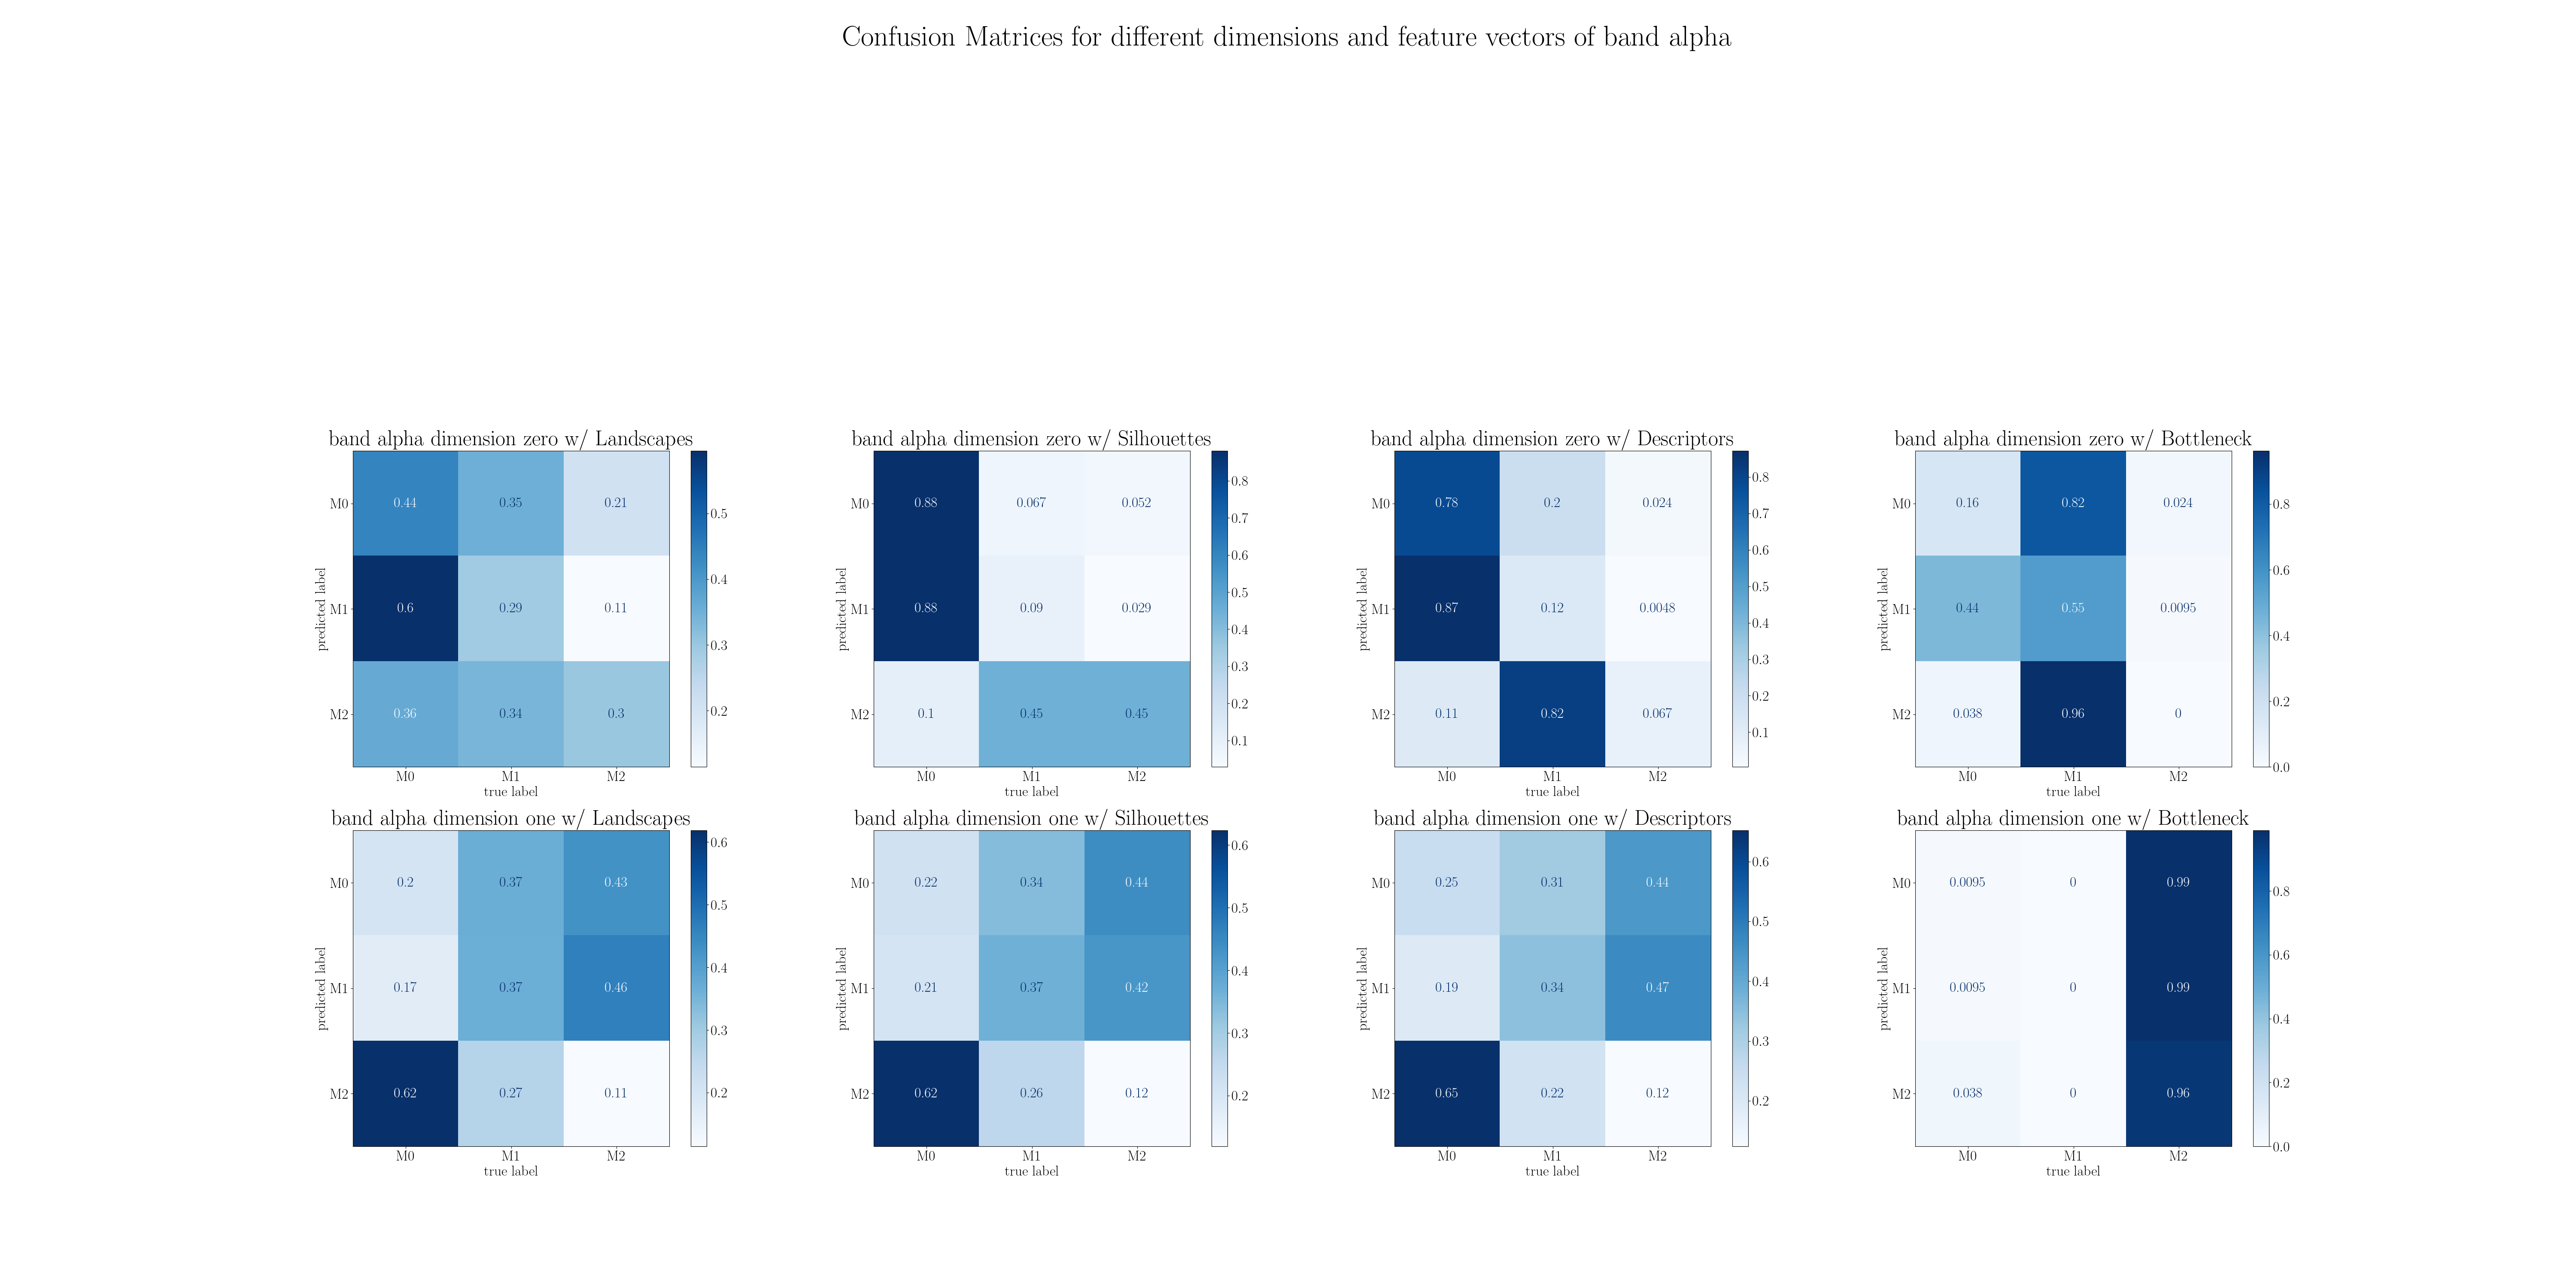 Confusion Matrices for different dimensions and feature vectors of band alpha
band alpha dimension zero w/ Landscapes
predicted label
M0 0.44 0.35 0.21
M1 0.6 0.29 0.11
M2 0.36 0.34 0.3
M0 M1 M2
true label
0.5
0.4
0.3
0.2
band alpha dimension zero w/ Silhouettes
predicted label
M0 0.88 0.067 0.052
M1 0.88 0.09 0.029
M2 0.1 0.45 0.45
M0 M1 M2
true label
0.8
0.7
0.6
0.5
0.4
0.3
0.2
0.1
band alpha dimension zero w/ Descriptors
predicted label
M0 0.78 0.2 0.024
M1 0.87 0.12 0.0048
M2 0.11 0.82 0.067
M0 M1 M2
true label
0.8
0.7
0.6
0.5
0.4
0.3
0.2
0.1
band alpha dimension zero w/ Bottleneck
predicted label
M0 0.16 0.82 0.024
M1 0.44 0.55 0.0095
M2 0.038 0.96 0
M0 M1 M2
true label
0.8
0.6
0.4
0.2
0.0
band alpha dimension one w/ Landscapes
predicted label
M0 0.2 0.37 0.43
M1 0.17 0.37 0.46
M2 0.62 0.27 0.11
M0 M1 M2
true label
0.6
0.5
0.4
0.3
0.2
band alpha dimension one w/ Silhouettes
predicted label
M0 0.22 0.34 0.44
M1 0.21 0.37 0.42
M2 0.62 0.26 0.12
M0 M1 M2
true label
0.6
0.5
0.4
0.3
0.2
band alpha dimension one w/ Descriptors
predicted label
M0 0.25 0.31 0.44
M1 0.19 0.34 0.47
M2 0.65 0.22 0.12
M0 M1 M2
true label
0.6
0.5
0.4
0.3
0.2
band alpha dimension one w/ Bottleneck
predicted label
M0 0.0095 0 0.99
M1 0.0095 0 0.99
M2 0.038 0 0.96
M0 M1 M2
true label
0.8
0.6
0.4
0.2
0.0